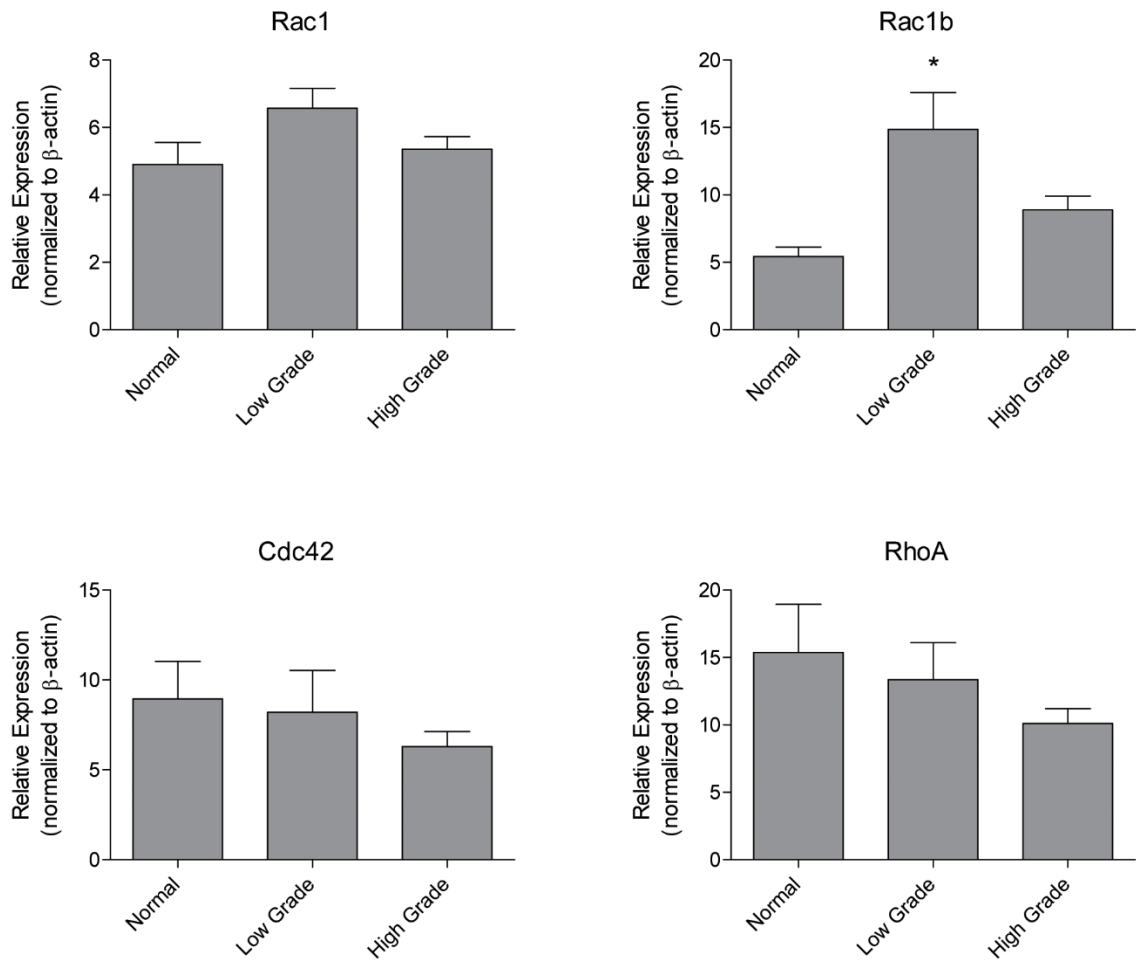 Rac1
Relative Expression
(normalized to β-actin)
8
6
4
2
0
Normal
Low Grade
High Grade
Rac1b
Relative Expression
(normalized to β-actin)
20
15
10
5
0
*
Normal
Low Grade
High Grade
Cdc42
Relative Expression
(normalized to β-actin)
15
10
5
0
Normal
Low Grade
High Grade
RhoA
Relative Expression
(normalized to β-actin)
20
15
10
5
0
Normal
Low Grade
High Grade